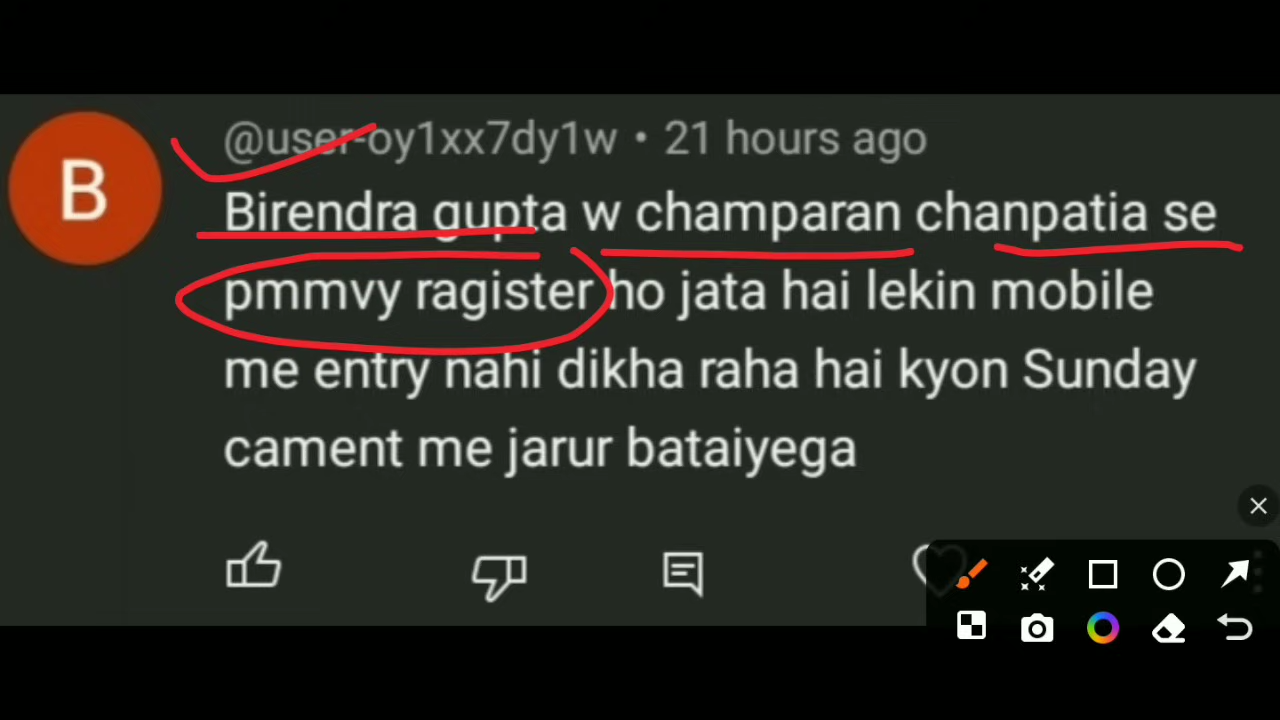 B
@user-oy1xx7dy1w • 21 hours ago
Birendra gupta w champaran chanpatia se
pmmvy ragister ho jata hai lekin mobile
me entry nahi dikha raha hai kyon Sunday
cament me jarur bataiyega